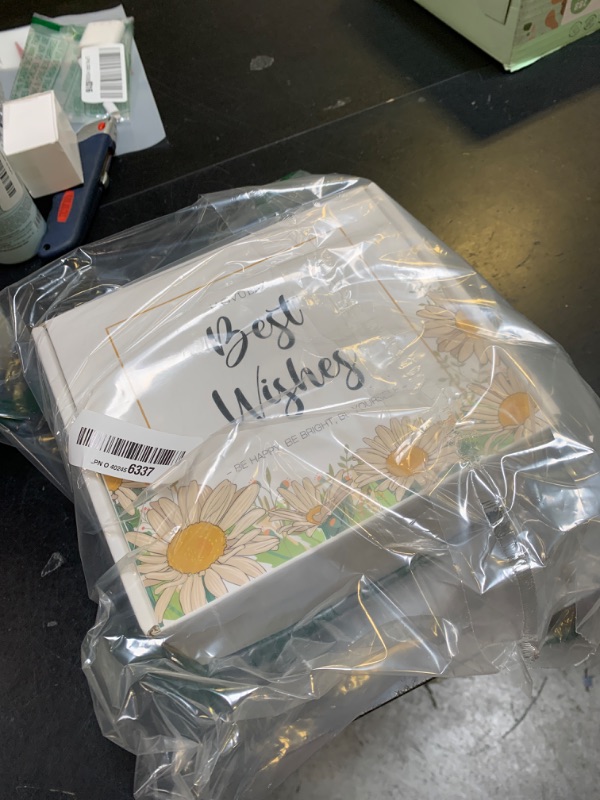 Best
Wishes
BE HAPPY, BE BRIGHT, BE
6337